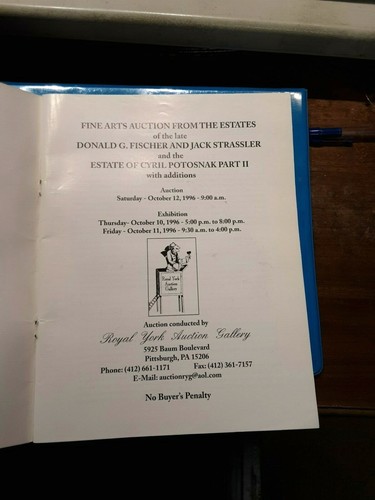 FINE ARTS AUCTION FROM THE ESTATES
of the late
DONALD G. FISCHER AND JACK STRASSLER
and the
ESTATE OF CYRIL POTOSNAK PART II
with additions
Auction
Saturday - October 12, 1996 - 9:00 a.m.
Exhibition
Thursday- October 10, 1996 - 5:00 p.m. to 8:00 p.m.
Friday - October 11, 1996 - 9:30 a.m. to 4:00 p.m.
Royal York
Auction
Gallery
Auction conducted by
Royal York Auction Gallery
5925 Baum Boulevard
Pittsburgh, PA 15206
Phone: (412) 661-1171 Fax: (412) 361-7157
E-Mail: auctionryg@aol.com
No Buyer's Penalty